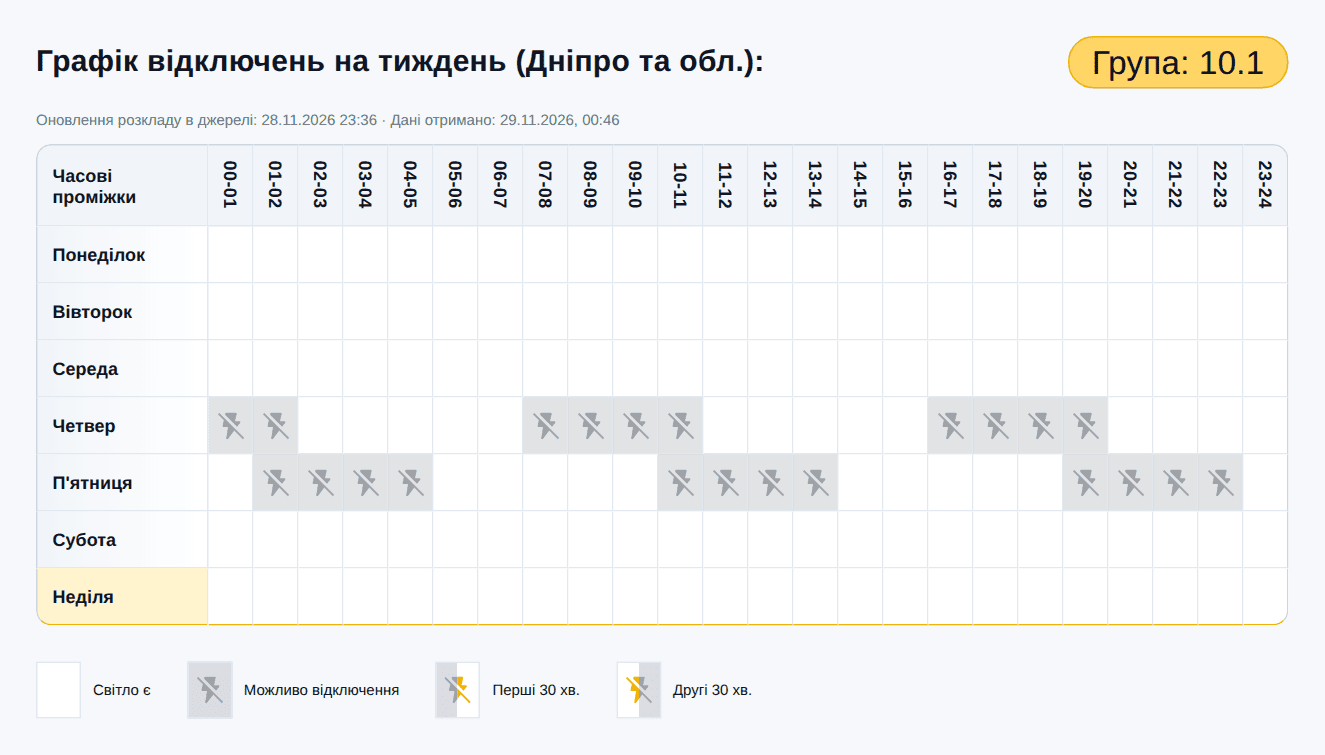 Графік відключень на тиждень (Дніпро та обл.):
Група: 10.1
Оновлення розкладу в джерелі: 28.11.2026 23:36 · Дані отримано: 29.11.2026, 00:46
Часові
проміжки
00-01
01-02
02-03
03-04
04-05
05-06
06-07
07-08
08-09
09-10
10-11
11-12
12-13
13-14
14-15
15-16
16-17
17-18
18-19
19-20
20-21
21-22
22-23
23-24
Понеділок
Вівторок
Середа
Четвер
П'ятниця
Субота
Неділя
Світло є
Можливо відключення
Перші 30 хв.
Другі 30 хв.